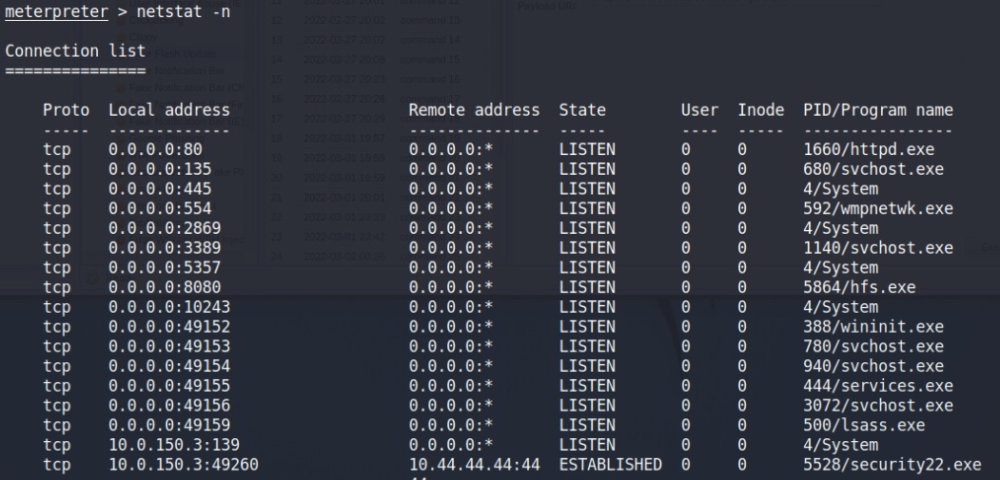 meterpreter > netstat -n
Connection list
===============
Proto Local address Remote address State User Inode PID/Program name
----- ------------- -------------- ----- ---- ----- ----------------
tcp 0.0.0.0:80 0.0.0.0:* LISTEN 0 0 1660/httpd.exe
tcp 0.0.0.0:135 0.0.0.0:* LISTEN 0 0 680/svchost.exe
tcp 0.0.0.0:445 0.0.0.0:* LISTEN 0 0 4/System
tcp 0.0.0.0:554 0.0.0.0:* LISTEN 0 0 592/wmpnetwk.exe
tcp 0.0.0.0:2869 0.0.0.0:* LISTEN 0 0 4/System
tcp 0.0.0.0:3389 0.0.0.0:* LISTEN 0 0 1140/svchost.exe
tcp 0.0.0.0:5357 0.0.0.0:* LISTEN 0 0 4/System
tcp 0.0.0.0:8080 0.0.0.0:* LISTEN 0 0 5864/hfs.exe
tcp 0.0.0.0:10243 0.0.0.0:* LISTEN 0 0 4/System
tcp 0.0.0.0:49152 0.0.0.0:* LISTEN 0 0 388/wininit.exe
tcp 0.0.0.0:49153 0.0.0.0:* LISTEN 0 0 780/svchost.exe
tcp 0.0.0.0:49154 0.0.0.0:* LISTEN 0 0 940/svchost.exe
tcp 0.0.0.0:49155 0.0.0.0:* LISTEN 0 0 444/services.exe
tcp 0.0.0.0:49156 0.0.0.0:* LISTEN 0 0 3072/svchost.exe
tcp 0.0.0.0:49159 0.0.0.0:* LISTEN 0 0 500/lsass.exe
tcp 10.0.150.3:139 0.0.0.0:* LISTEN 0 0 4/System
tcp 10.0.150.3:49260 10.44.44.44:44 ESTABLISHED 0 0 5528/security22.exe